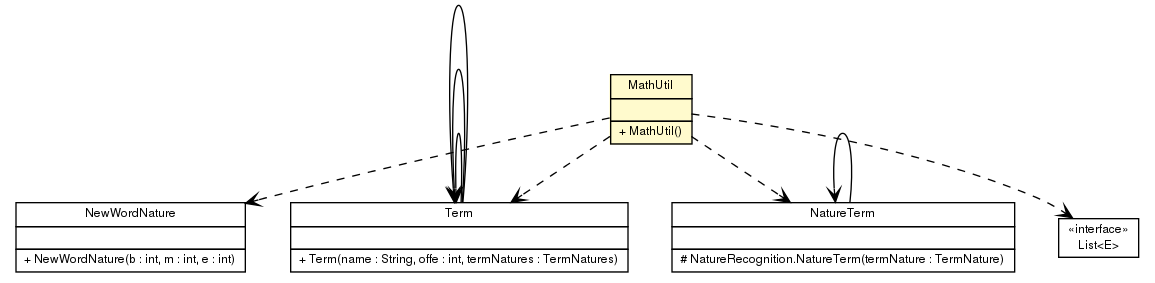 MathUtil
+ MathUtil()
NewWordNature
+ NewWordNature(b : int, m : int, e : int)
Term
+ Term(name : String, offe : int, termNatures : TermNatures)
NatureTerm
# NatureRecognition.NatureTerm(termNature : TermNature)
«interface»
List<E>